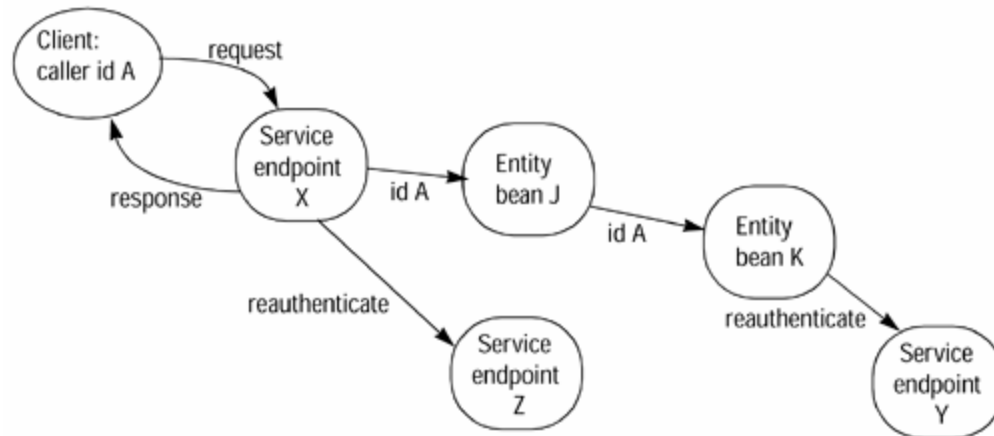 Client:
caller id A
request
Service
endpoint
X
response
id A
Entity
bean J
id A
Entity
bean K
reauthenticate
Service
endpoint
Z
reauthenticate
Service
endpoint
Y